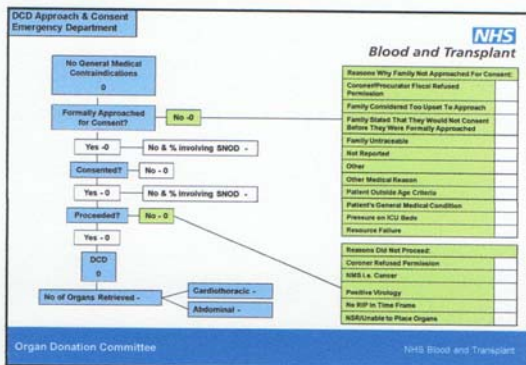 DCD Approach & Consent
Emergency Department
NHS
Blood and Transplant
No General Medical
Contraindications
0
Formally Approached
for Consent?
No -0
Yes -0
No & % involving SNOD -
Consented?
No - 0
Yes - 0
No & % involving SNOD -
Proceeded?
No - 0
Yes - 0
DCD
0
No of Organs Retrieved -
Cardiothoracic -
Abdominal -
Reasons Why Family Not Approached For Consent:
Coroner/Procurator Fiscal Refused
Permission
Family Considered Too Upset To Approach
Family Stated That They Would Not Consent
Before They Were Formally Approached
Family Untraceable
Not Reported
Other
Other Medical Reason
Patient Outside Age Criteria
Patient's General Medical Condition
Pressure on ICU Beds
Resource Failure
Reasons Did Not Proceed:
Coroner Refused Permission
NMS i.e. Cancer
Positive Virology
No RIP in Time Frame
NSR/Unable to Place Organs
Organ Donation Committee
NHS Blood and Transplant